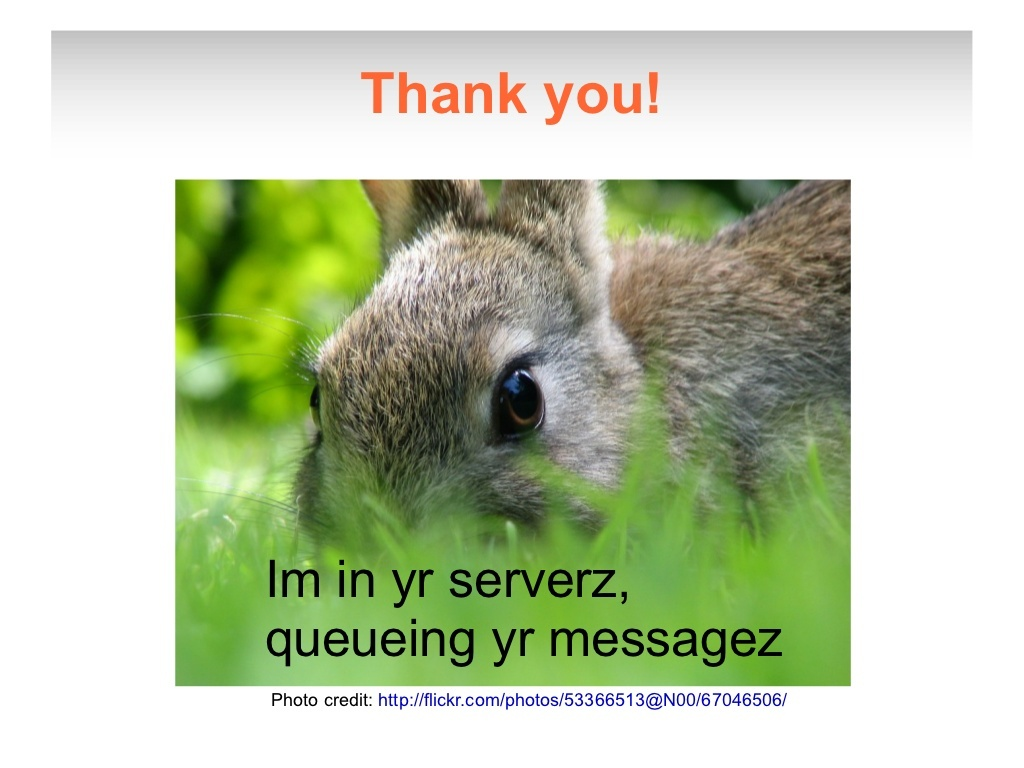 Thank you!
Im in yr serverz,
queueing yr messagez
Photo credit: http://flickr.com/photos/53366513@N00/67046506/